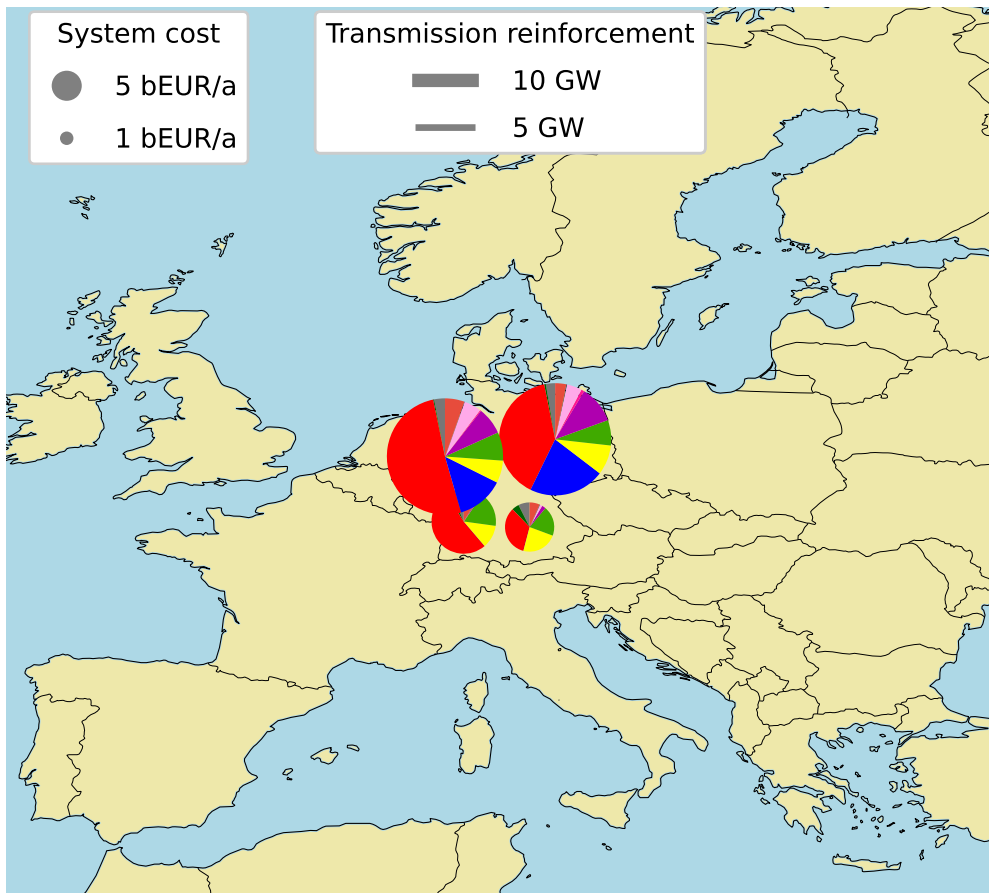 System cost
5 bEUR/a
1 bEUR/a
Transmission reinforcement
10 GW
5 GW